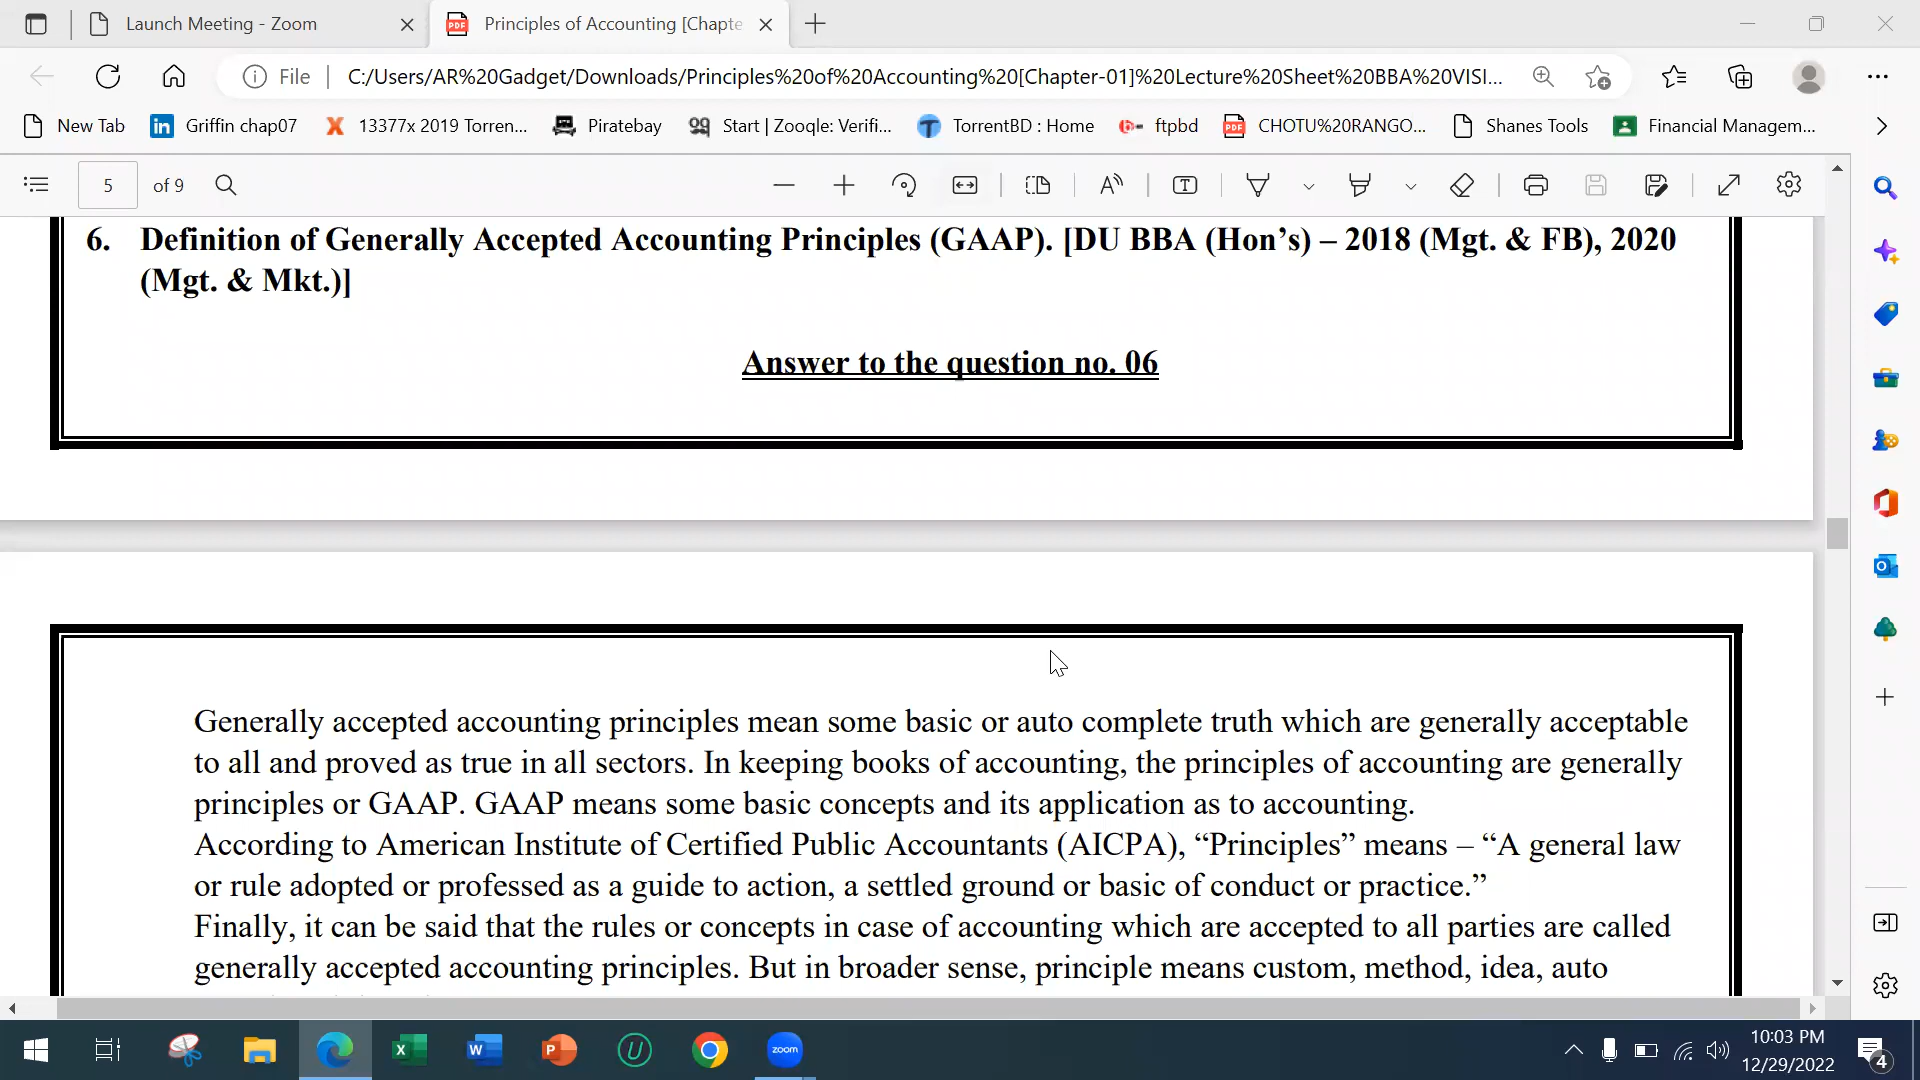 Launch Meeting - Zoom
Principles of Accounting [Chapte
File
C:/Users/AR%20Gadget/Downloads/Principles%20of%20Accounting%20[Chapter-01]%20Lecture%20Sheet%20BBA%20VISI...
New Tab
Griffin chap07
13377x 2019 Torren...
Piratebay
Start | Zooqle: Verifi...
TorrentBD : Home
ftpbd
CHOTU%20RANGO...
Shanes Tools
Financial Managem...
5 of 9
6. Definition of Generally Accepted Accounting Principles (GAAP). [DU BBA (Hon’s) – 2018 (Mgt. & FB), 2020
(Mgt. & Mkt.)]
Answer to the question no. 06
Generally accepted accounting principles mean some basic or auto complete truth which are generally acceptable
to all and proved as true in all sectors. In keeping books of accounting, the principles of accounting are generally
principles or GAAP. GAAP means some basic concepts and its application as to accounting.
According to American Institute of Certified Public Accountants (AICPA), “Principles” means – “A general law
or rule adopted or professed as a guide to action, a settled ground or basic of conduct or practice.”
Finally, it can be said that the rules or concepts in case of accounting which are accepted to all parties are called
generally accepted accounting principles. But in broader sense, principle means custom, method, idea, auto
zoom
10:03 PM
12/29/2022
4